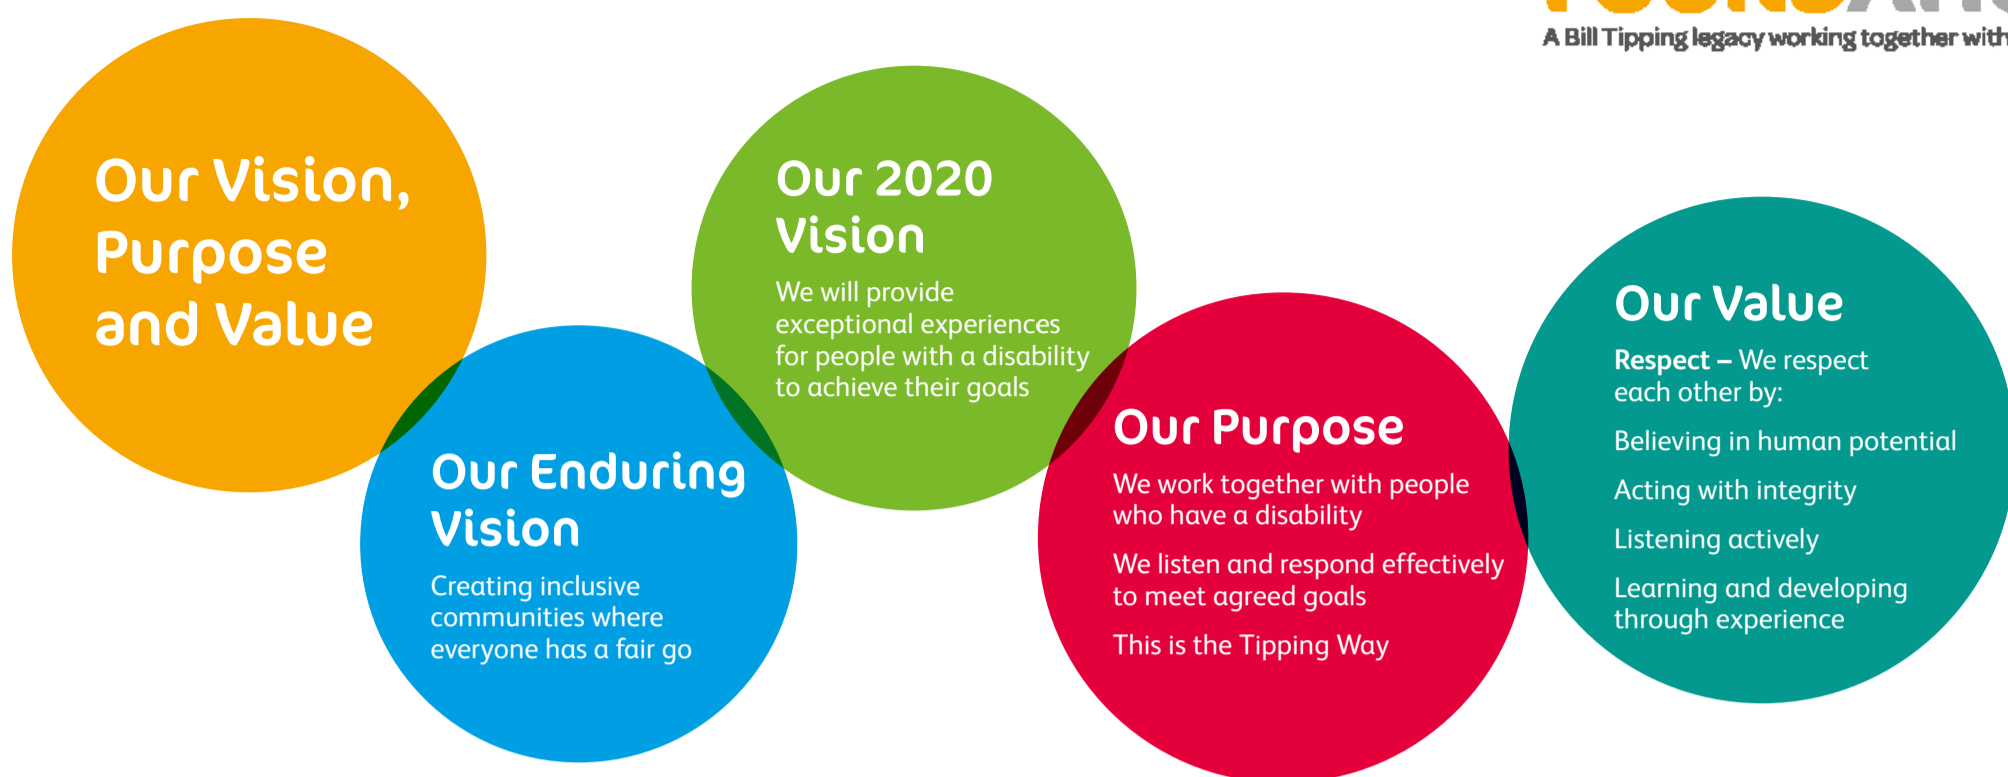 A Bill Tipping legacy working together with
Our Vision,
Purpose
and Value
Our Enduring
Vision
Creating inclusive
communities where
everyone has a fair go
Our 2020
Vision
We will provide
exceptional experiences
for people with a disability
to achieve their goals
Our Purpose
We work together with people
who have a disability
We listen and respond effectively
to meet agreed goals
This is the Tipping Way
Our Value
Respect – We respect
each other by:
Believing in human potential
Acting with integrity
Listening actively
Learning and developing
through experience